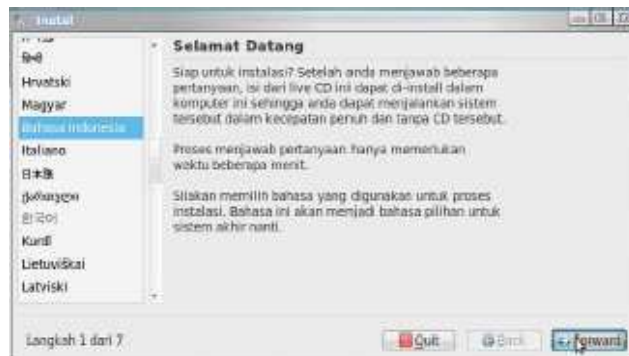 Install
हिन्दी
Hrvatski
Magyar
Bahasa Indonesia
Italiano
日本語
ქართული
한국어
Kurdî
Lietuviškai
Latviski
Selamat Datang
Siap untuk instalasi? Setelah anda menjawab beberapa
pertanyaan, isi dari live CD ini dapat di-install dalam
komputer ini sehingga anda dapat menjalankan sistem
tersebut dalam kecepatan penuh dan tanpa CD tersebut.
Proses menjawab pertanyaan hanya memerlukan
waktu beberapa menit.
Silakan memilih bahasa yang digunakan untuk proses
instalasi. Bahasa ini akan menjadi bahasa pilihan untuk
sistem akhir nanti.
Langkah 1 dari 7
Quit
Back
Forward